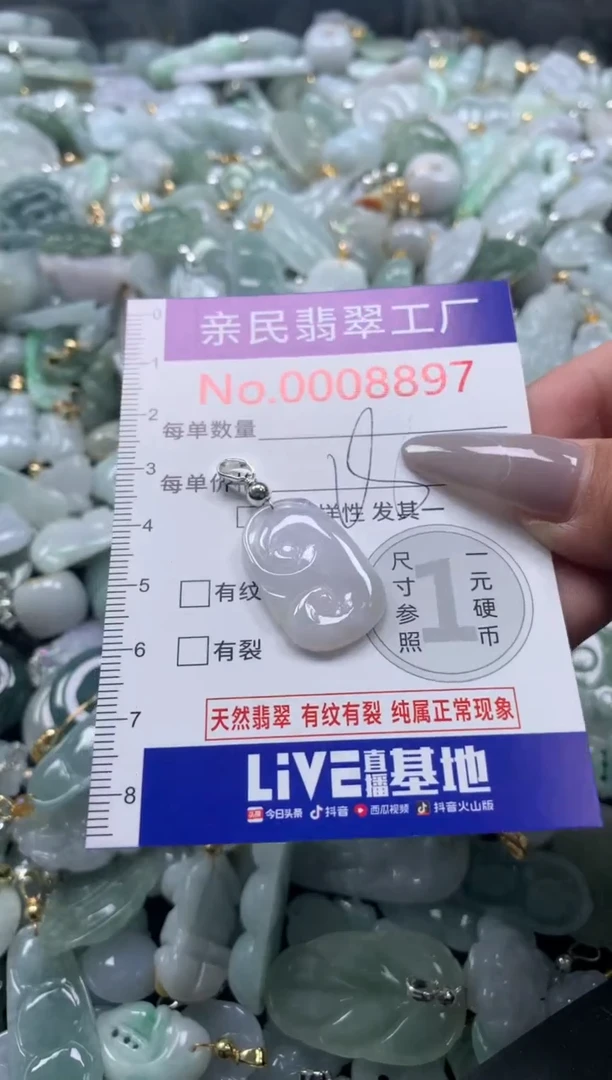 亲民翡翠工厂
No.0008897
每单数量
每单价
样性 发其一
有纹
有裂
尺寸参照
一元硬币
1
天然翡翠 有纹有裂 纯属正常现象
LiVE直播基地
头条 今日头条 抖音 西瓜视频 抖音火山版
0
1
2
3
4
5
6
7
8